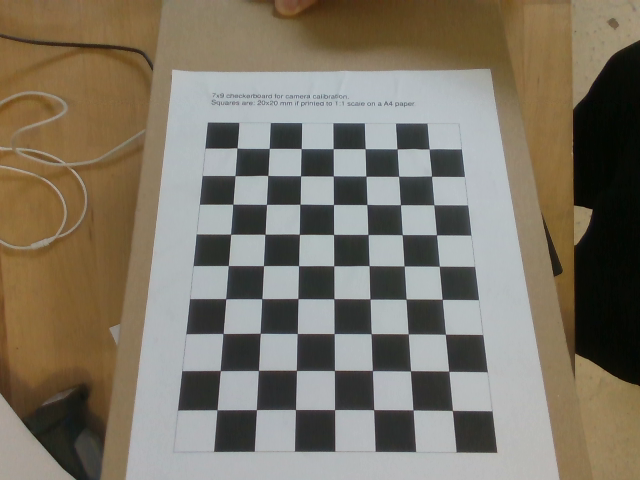 7x9 checkerboard for camera calibration.
Squares are: 20x20 mm if printed to 1:1 scale on a A4 paper.